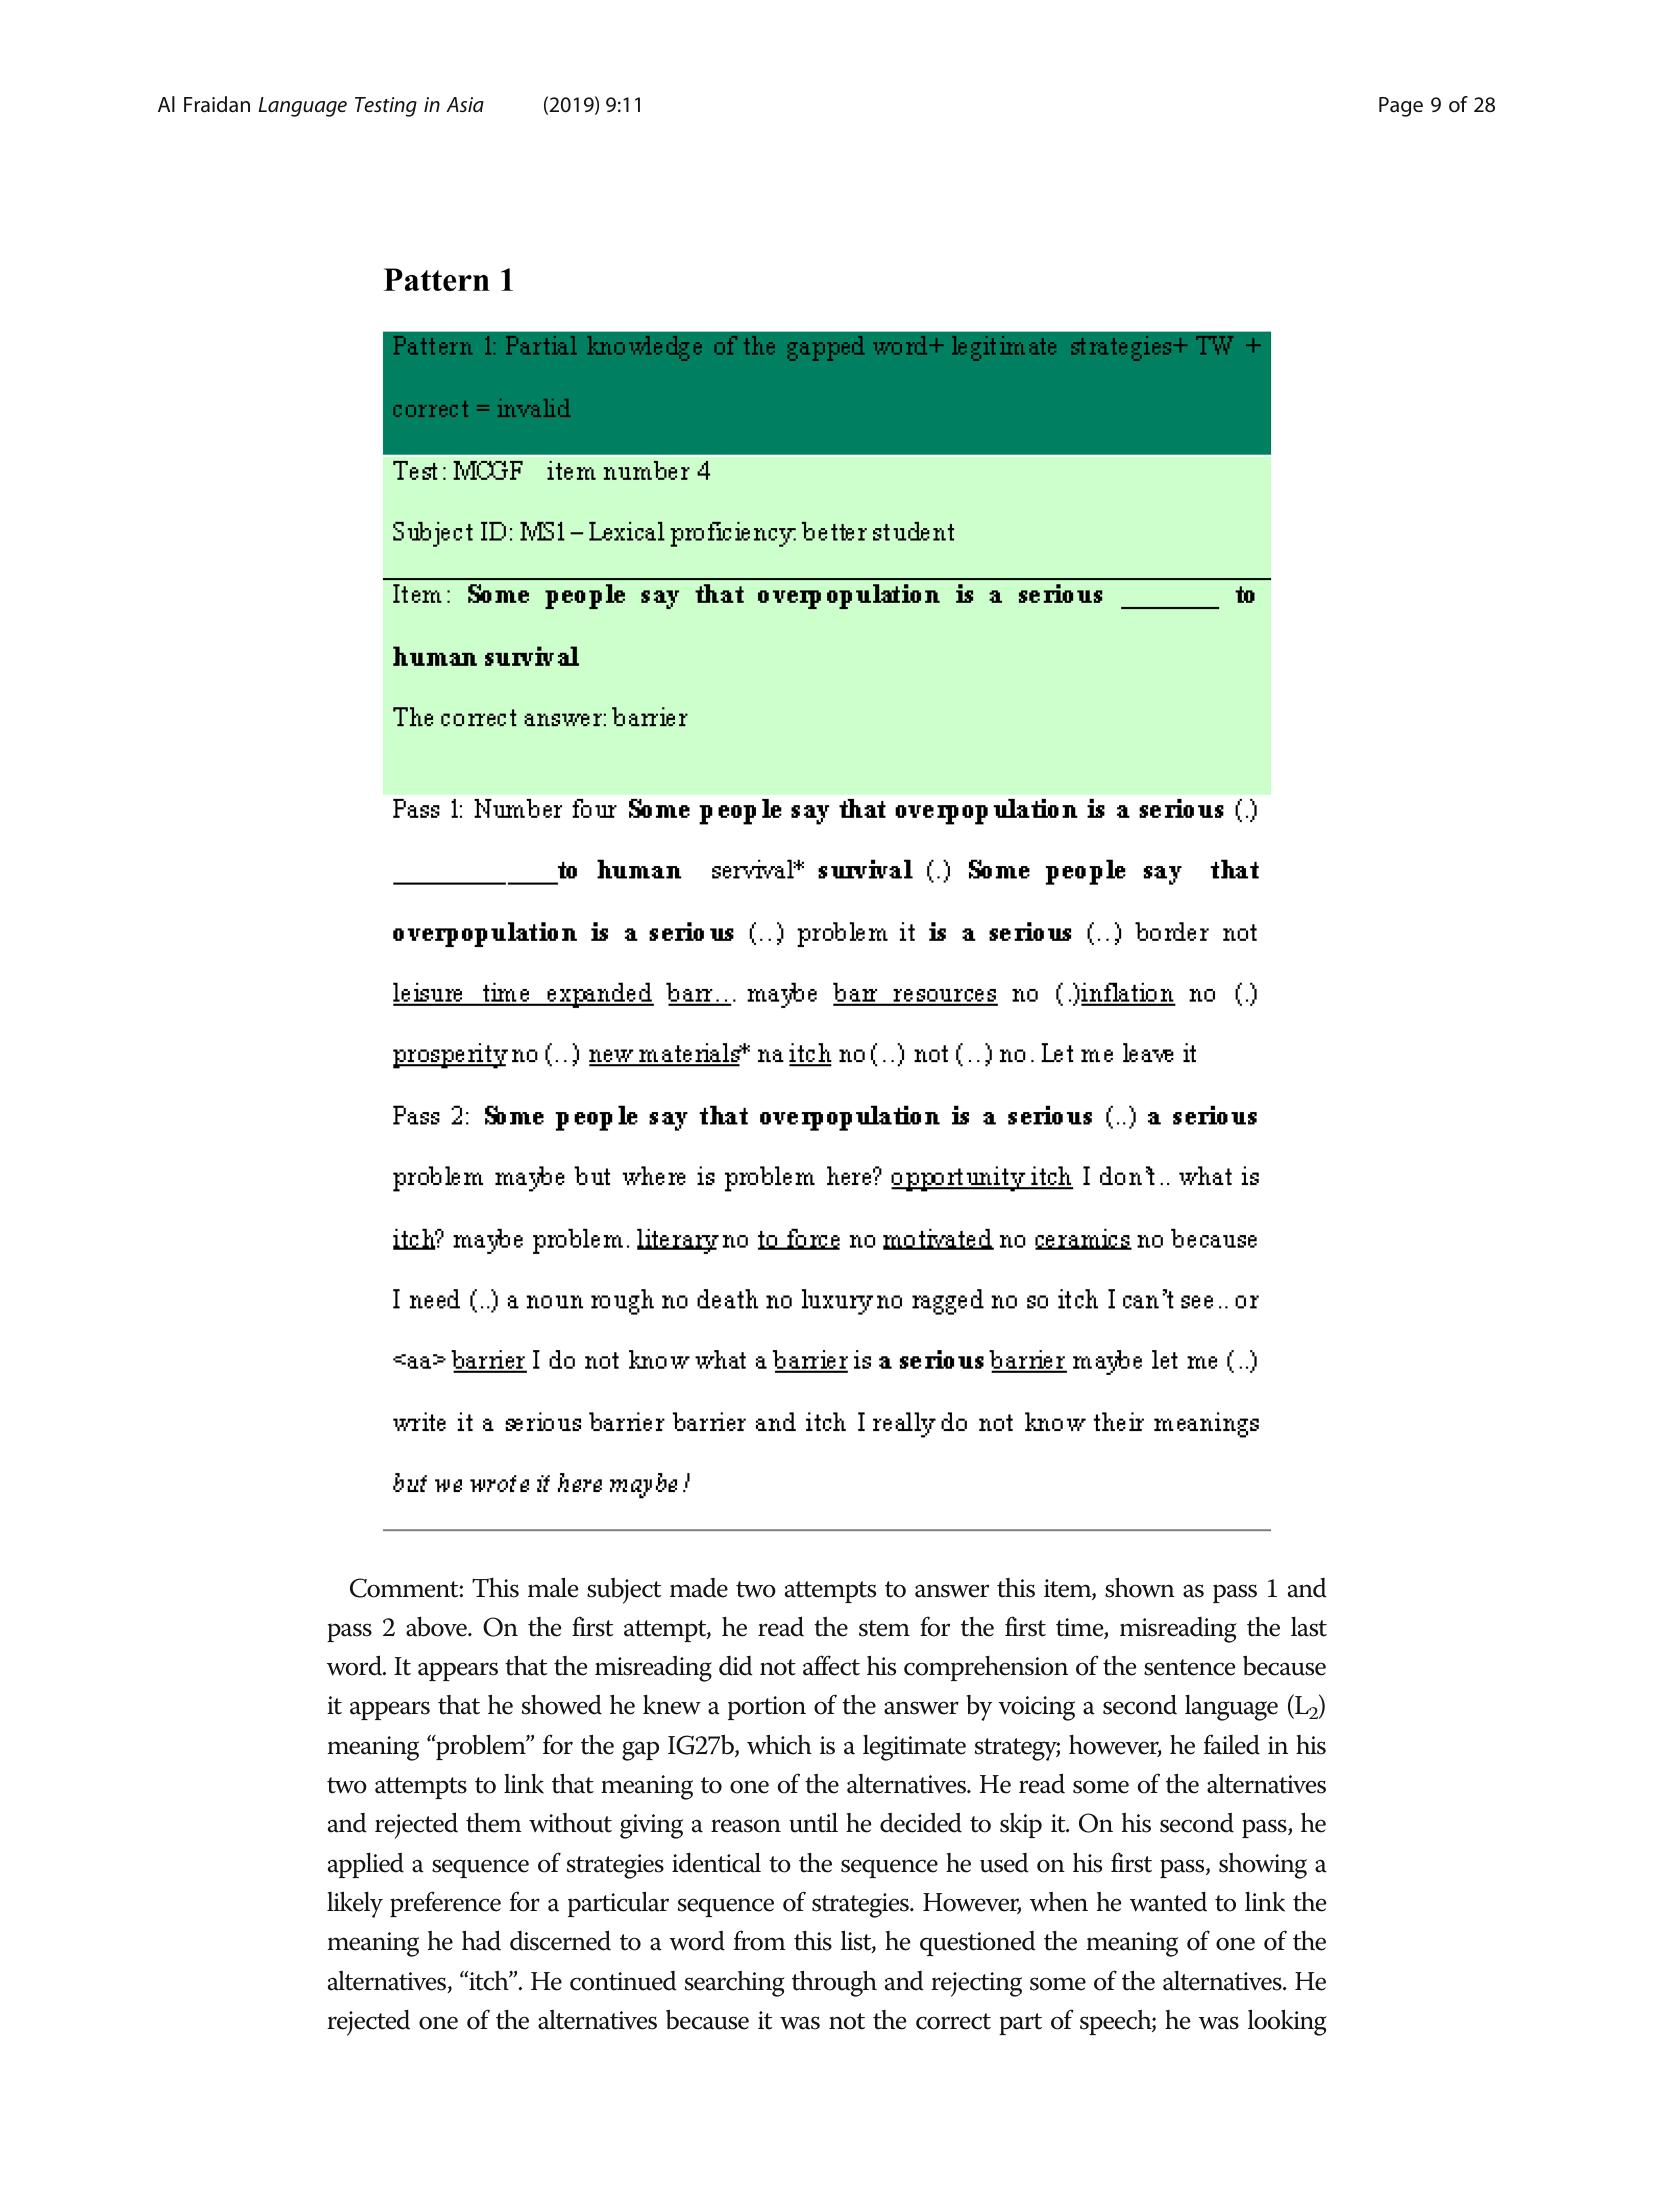 Al Fraidan Language Testing in Asia (2019) 9:11 Page 9 of 28
Pattern 1
Pattern 1: Partial knowledge of the gapped word+ legitimate strategies+ TW +
correct = invalid
Test: MCGF item number 4
Subject ID: MS1 – Lexical proficiency: better student
Item: Some people say that overpopulation is a serious _______ to
human survival
The correct answer: barrier
Pass 1: Number four Some people say that overpopulation is a serious (.)
____________to human servival* survival (.) Some people say that
overpopulation is a serious (..) problem it is a serious (..) border not
leisure time expanded barr... maybe barr resources no (.)inflation no (.)
prosperity no (..) new materials* na itch no (..) not (..) no. Let me leave it
Pass 2: Some people say that overpopulation is a serious (..) a serious
problem maybe but where is problem here? opportunity itch I don't.. what is
itch? maybe problem. literary no to force no motivated no ceramics no because
I need (..) a noun rough no death no luxury no ragged no so itch I can't see.. or
<aa> barrier I do not know what a barrier is a serious barrier maybe let me (..)
write it a serious barrier barrier and itch I really do not know their meanings
but we wrote it here maybe!
Comment: This male subject made two attempts to answer this item, shown as pass 1 and
pass 2 above. On the first attempt, he read the stem for the first time, misreading the last
word. It appears that the misreading did not affect his comprehension of the sentence because
it appears that he showed he knew a portion of the answer by voicing a second language (L2)
meaning “problem” for the gap IG27b, which is a legitimate strategy; however, he failed in his
two attempts to link that meaning to one of the alternatives. He read some of the alternatives
and rejected them without giving a reason until he decided to skip it. On his second pass, he
applied a sequence of strategies identical to the sequence he used on his first pass, showing a
likely preference for a particular sequence of strategies. However, when he wanted to link the
meaning he had discerned to a word from this list, he questioned the meaning of one of the
alternatives, “itch”. He continued searching through and rejecting some of the alternatives. He
rejected one of the alternatives because it was not the correct part of speech; he was looking